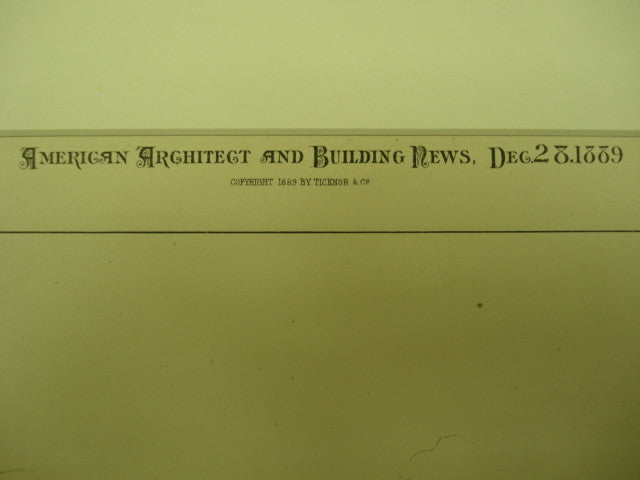 American Architect and Building News, Dec. 28. 1889
COPYRIGHT 1889 BY TICKNOR & Co